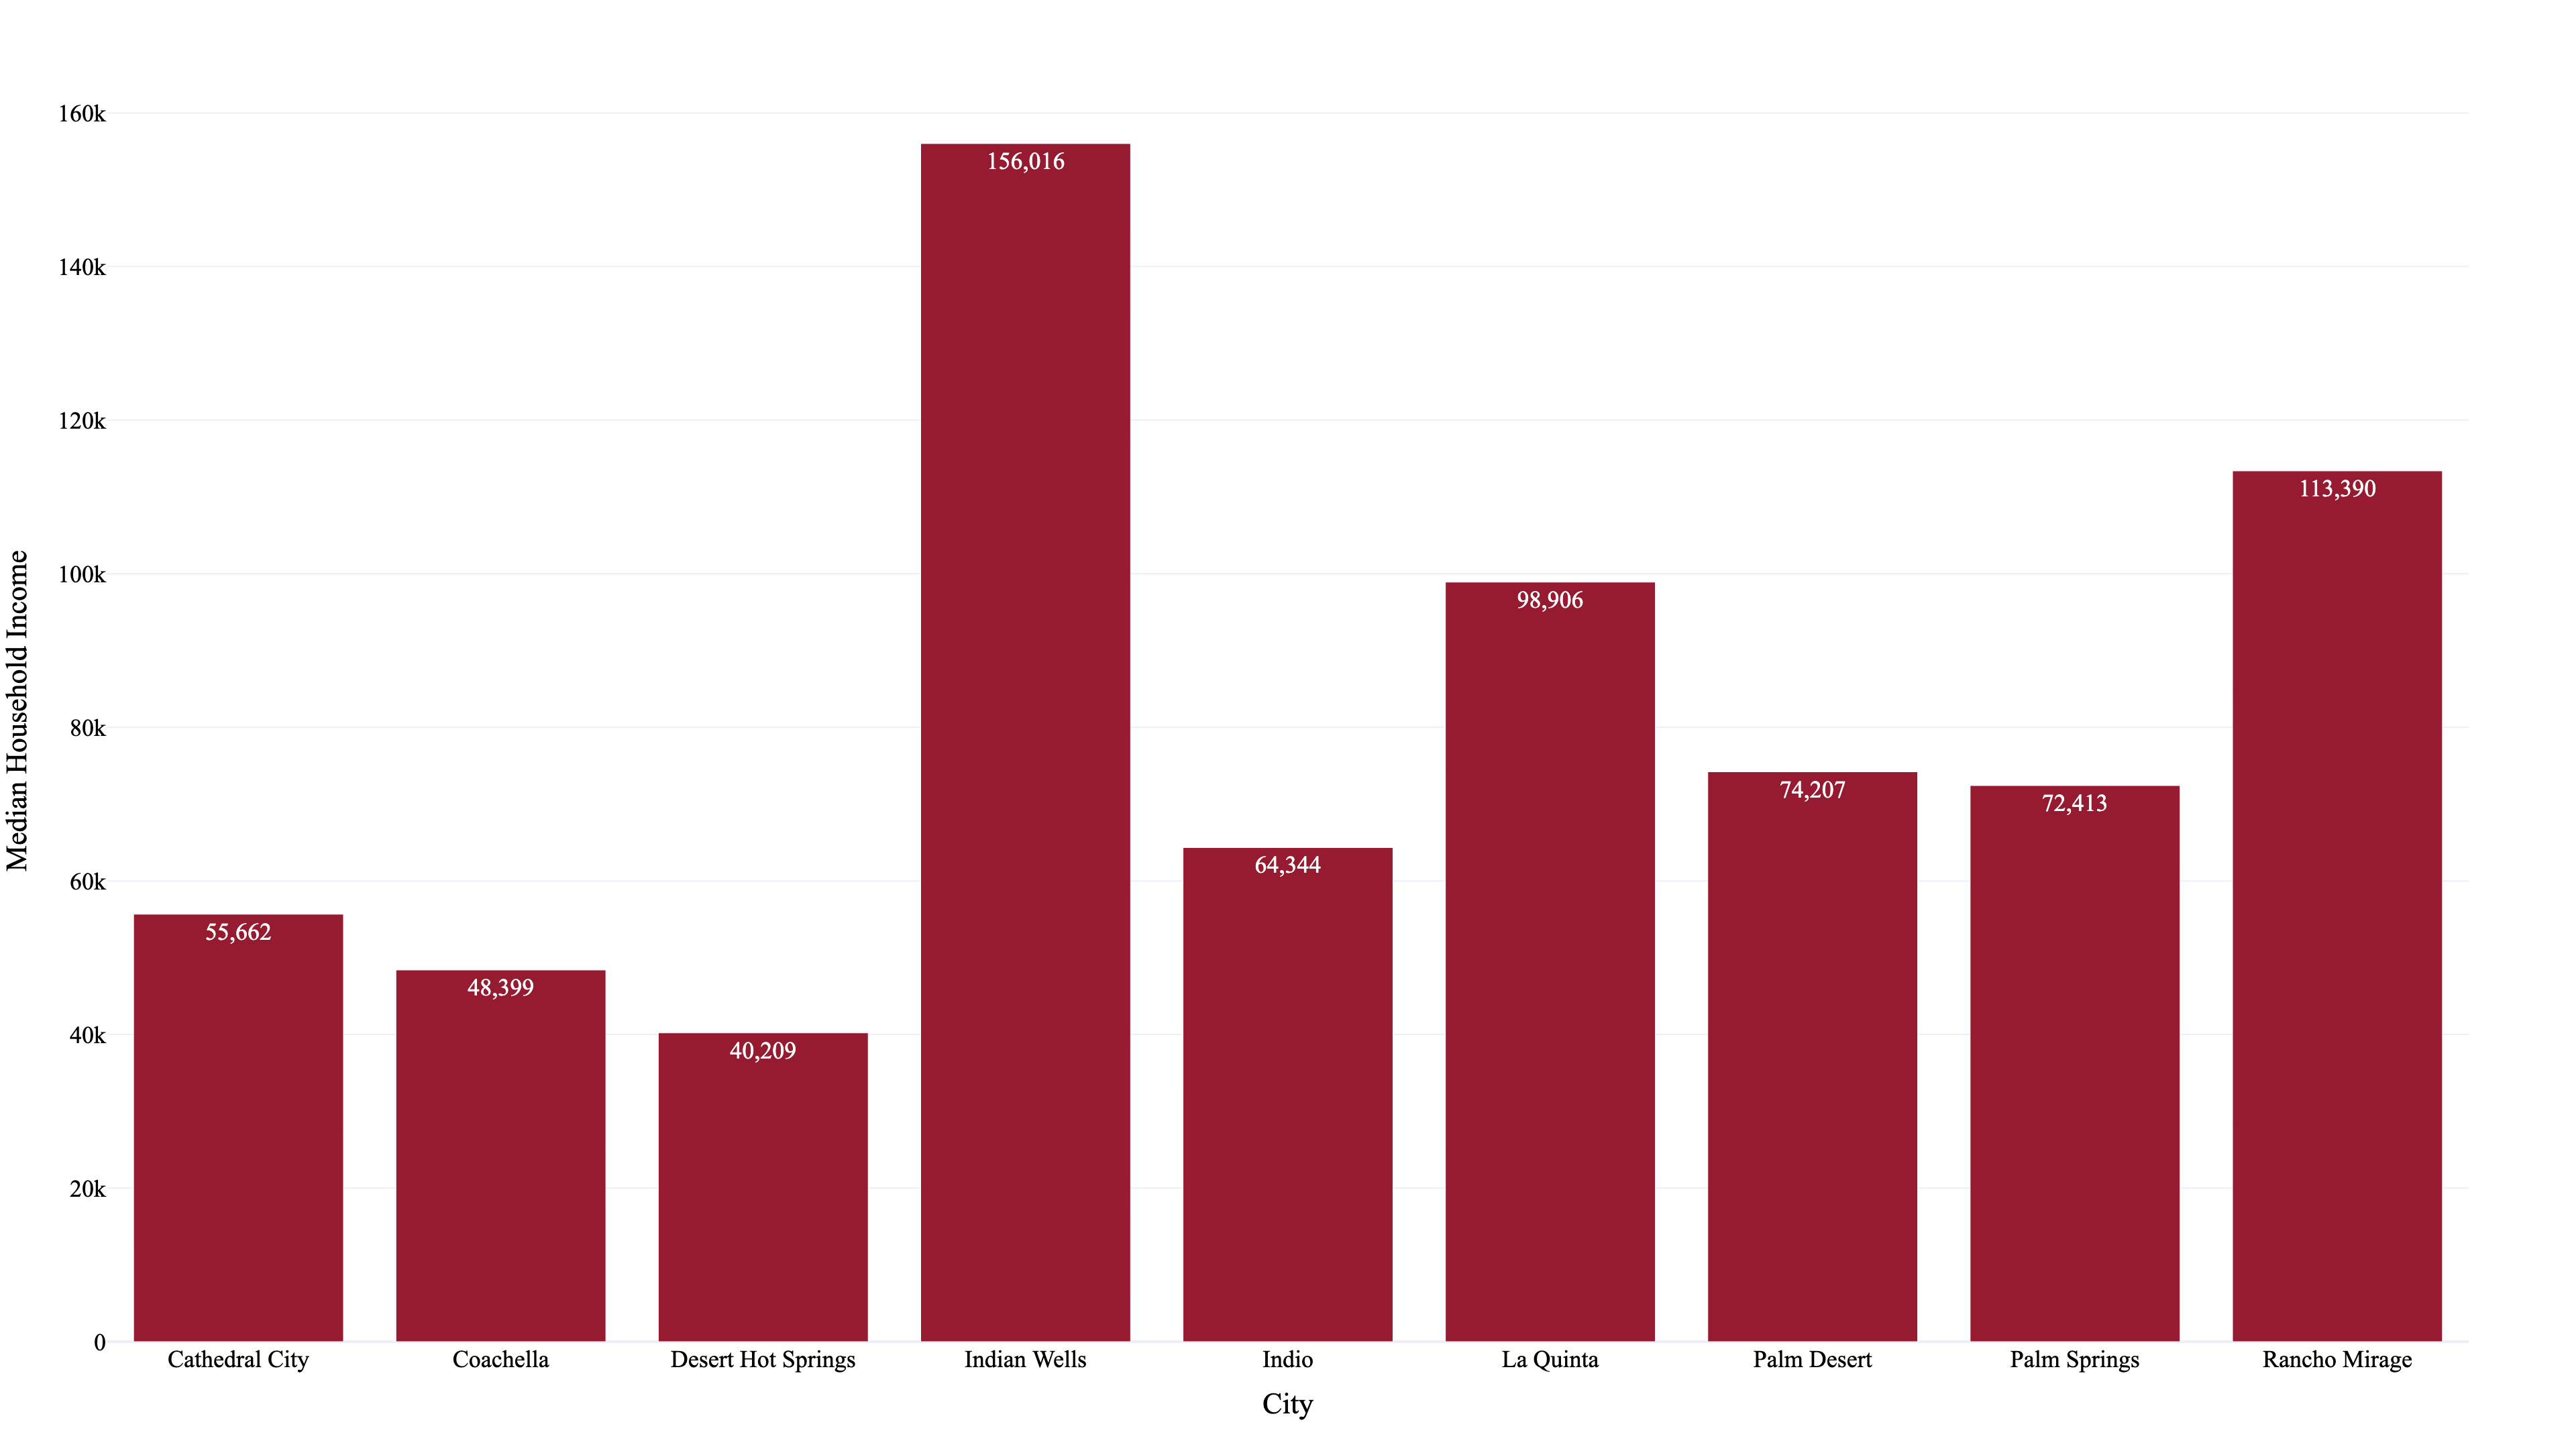 160k
140k
120k
100k
80k
60k
40k
20k
0
Median Household Income
55,662
48,399
40,209
156,016
64,344
98,906
74,207
72,413
113,390
Cathedral City
Coachella
Desert Hot Springs
Indian Wells
Indio
La Quinta
Palm Desert
Palm Springs
Rancho Mirage
City